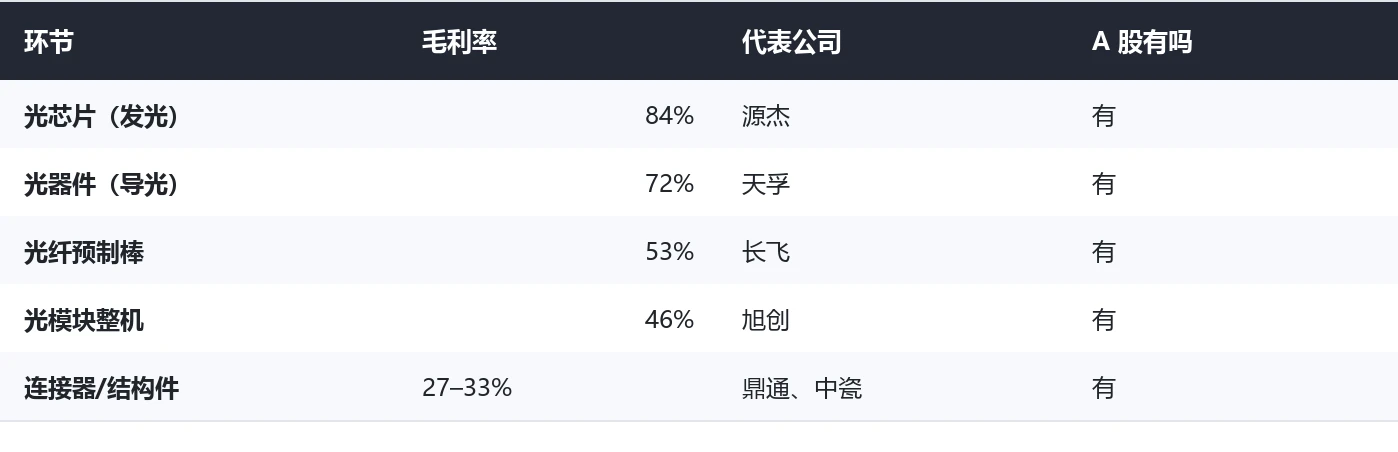 环节 毛利率 代表公司 A 股有吗
光芯片（发光） 84% 源杰 有
光器件（导光） 72% 天孚 有
光纤预制棒 53% 长飞 有
光模块整机 46% 旭创 有
连接器/结构件 27–33% 鼎通、中瓷 有